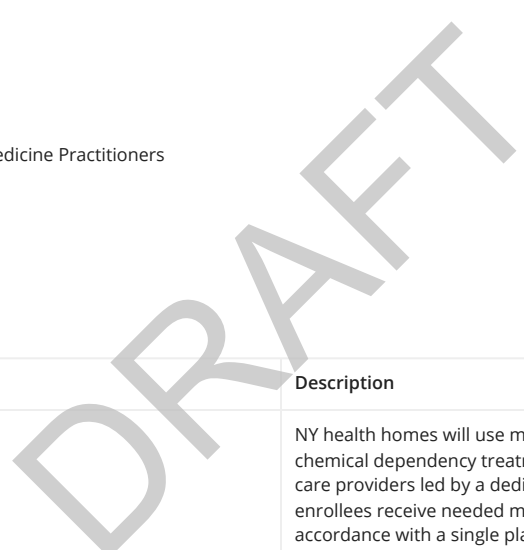 edicine Practitioners
DRAFT
Description
NY health homes will use m
chemical dependency treatr
care providers led by a dedi
enrollees receive needed m
accordance with a single pla